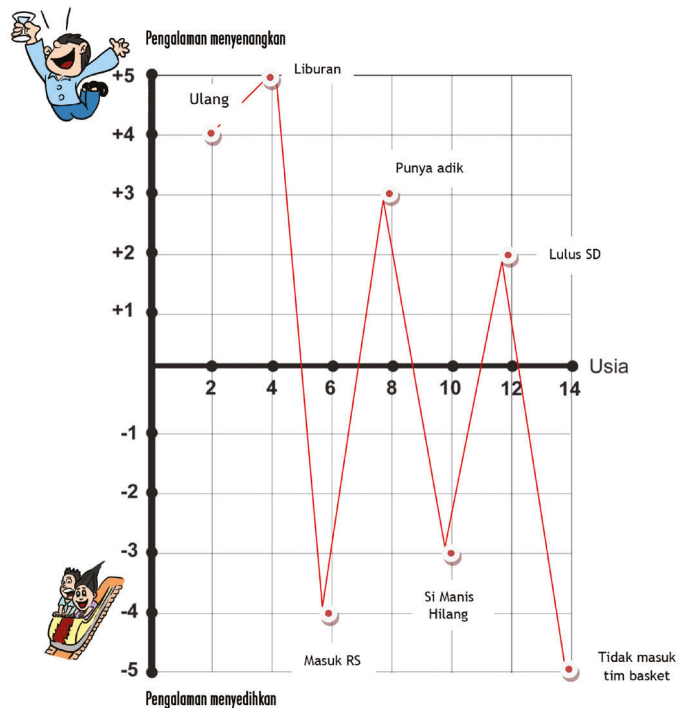 Pengalaman menyenangkan
+5
Liburan
Ulang
+4
Punya adik
+3
+2
Lulus SD
+1
Usia
2 4 6 8 10 12 14
-1
-2
-3
Si Manis
Hilang
-4
Masuk RS
Tidak masuk
tim basket
-5
Pengalaman menyedihkan